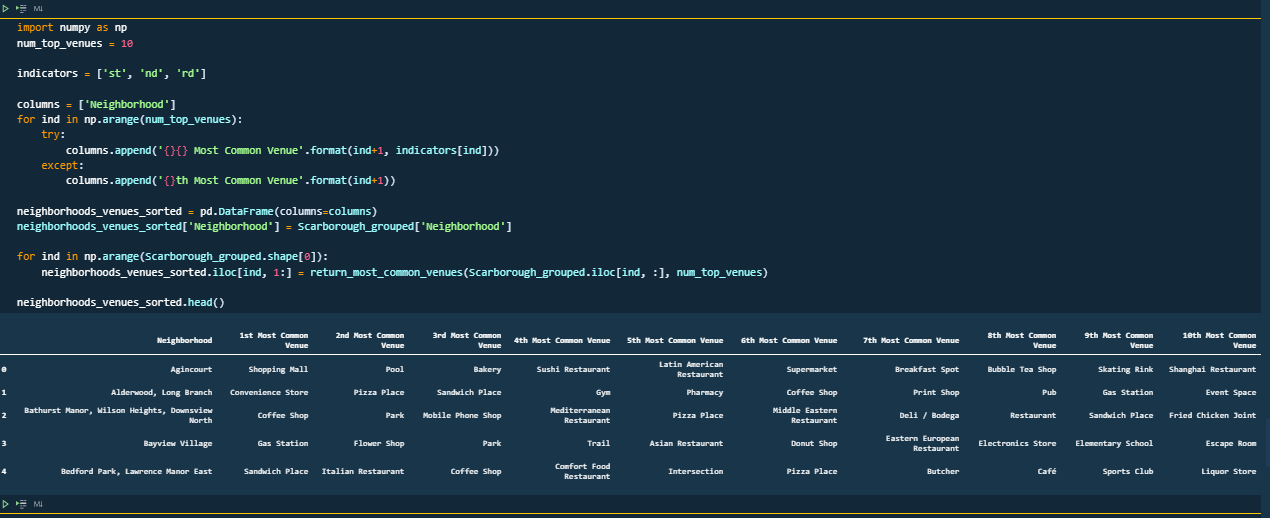 M↓
import numpy as np
num_top_venues = 10
indicators = ['st', 'nd', 'rd']
columns = ['Neighborhood']
for ind in np.arange(num_top_venues):
    try:
        columns.append('{}{} Most Common Venue'.format(ind+1, indicators[ind]))
    except:
        columns.append('{}th Most Common Venue'.format(ind+1))
neighborhoods_venues_sorted = pd.DataFrame(columns=columns)
neighborhoods_venues_sorted['Neighborhood'] = Scarborough_grouped['Neighborhood']
for ind in np.arange(Scarborough_grouped.shape[0]):
    neighborhoods_venues_sorted.iloc[ind, 1:] = return_most_common_venues(Scarborough_grouped.iloc[ind, :], num_top_venues)
neighborhoods_venues_sorted.head()
Neighborhood 1st Most Common Venue 2nd Most Common Venue 3rd Most Common Venue 4th Most Common Venue 5th Most Common Venue 6th Most Common Venue 7th Most Common Venue 8th Most Common Venue 9th Most Common Venue 10th Most Common Venue
0 Agincourt Shopping Mall Pool Bakery Sushi Restaurant Latin American Restaurant Supermarket Breakfast Spot Bubble Tea Shop Skating Rink Shanghai Restaurant
1 Alderwood, Long Branch Convenience Store Pizza Place Sandwich Place Gym Pharmacy Coffee Shop Print Shop Pub Gas Station Event Space
2 Bathurst Manor, Wilson Heights, Downsview North Coffee Shop Park Mobile Phone Shop Mediterranean Restaurant Pizza Place Middle Eastern Restaurant Deli / Bodega Restaurant Sandwich Place Fried Chicken Joint
3 Bayview Village Gas Station Flower Shop Park Trail Asian Restaurant Donut Shop Eastern European Restaurant Electronics Store Elementary School Escape Room
4 Bedford Park, Lawrence Manor East Sandwich Place Italian Restaurant Coffee Shop Comfort Food Restaurant Intersection Pizza Place Butcher Café Sports Club Liquor Store
M↓